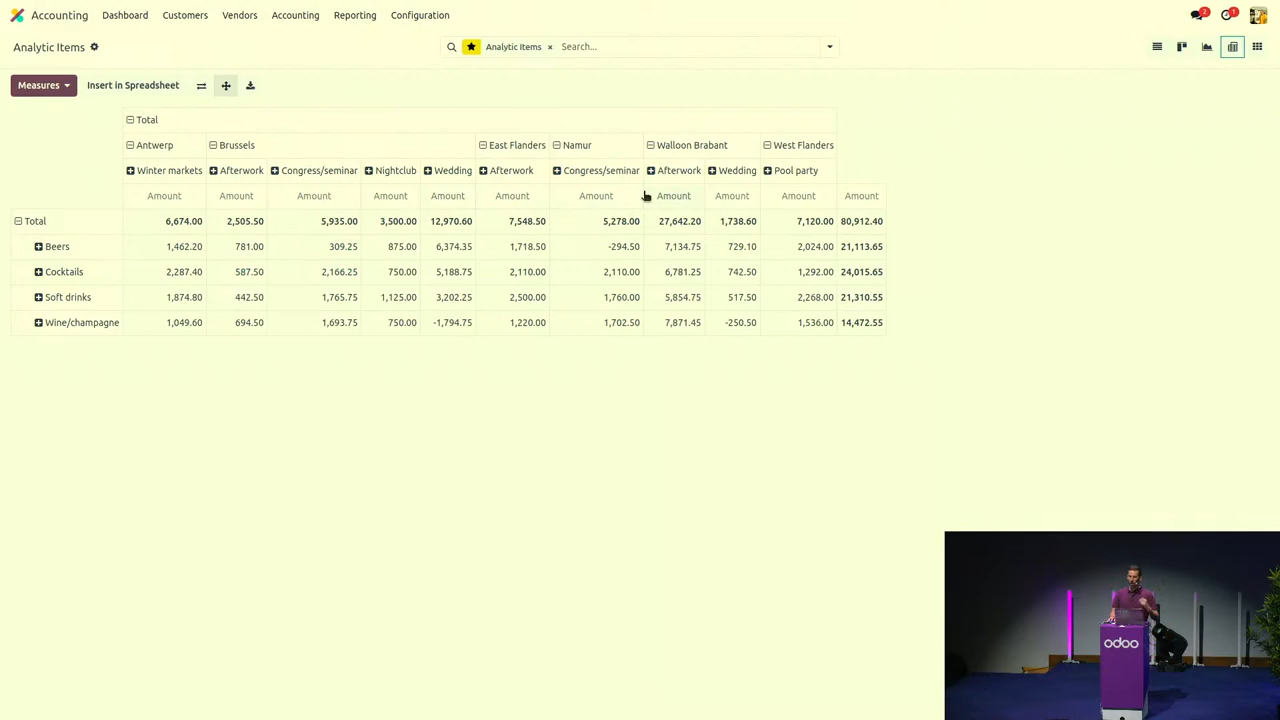 Accounting Dashboard Customers Vendors Accounting Reporting Configuration 2 1
Analytic Items Analytic Items × Search...
Measures Insert in Spreadsheet
Total
Antwerp Brussels East Flanders Namur Walloon Brabant West Flanders
Winter markets Afterwork Congress/seminar Nightclub Wedding Afterwork Congress/seminar Afterwork Wedding Pool party
Amount Amount Amount Amount Amount Amount Amount Amount Amount Amount Amount
Total 6,674.00 2,505.50 5,935.00 3,500.00 12,970.60 7,548.50 5,278.00 27,642.20 1,738.60 7,120.00 80,912.40
Beers 1,462.20 781.00 309.25 875.00 6,374.35 1,718.50 -294.50 7,134.75 729.10 2,024.00 21,113.65
Cocktails 2,287.40 587.50 2,166.25 750.00 5,188.75 2,110.00 2,110.00 6,781.25 742.50 1,292.00 24,015.65
Soft drinks 1,874.80 442.50 1,765.75 1,125.00 3,202.25 2,500.00 1,760.00 5,854.75 517.50 2,268.00 21,310.55
Wine/champagne 1,049.60 694.50 1,693.75 750.00 -1,794.75 1,220.00 1,702.50 7,871.45 -250.50 1,536.00 14,472.55
odoo